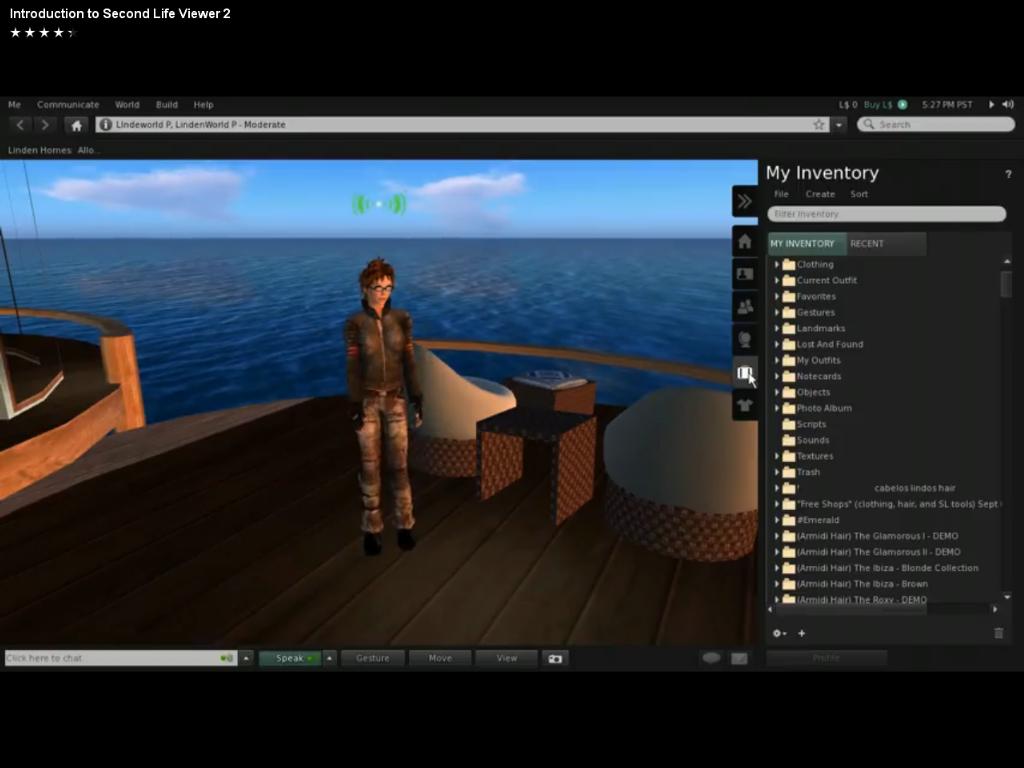 Introduction to Second Life Viewer 2
Me Communicate World Build Help L$ 0 Buy L$ 5:27 PM PST
Lindeworld P, LindenWorld P - Moderate Search
Linden Homes: Allo...
My Inventory ?
File Create Sort
Filter Inventory
MY INVENTORY RECENT
Clothing
Current Outfit
Favorites
Gestures
Landmarks
Lost And Found
My Outfits
Notecards
Objects
Photo Album
Scripts
Sounds
Textures
Trash
! cabelos lindos hair
"Free Shops" (clothing, hair, and SL tools) Sept
#Emerald
(Armidi Hair) The Glamorous I - DEMO
(Armidi Hair) The Glamorous II - DEMO
(Armidi Hair) The Ibiza - Blonde Collection
(Armidi Hair) The Ibiza - Brown
(Armidi Hair) The Roxy - DEMO
Click here to chat Speak Gesture Move View Profile